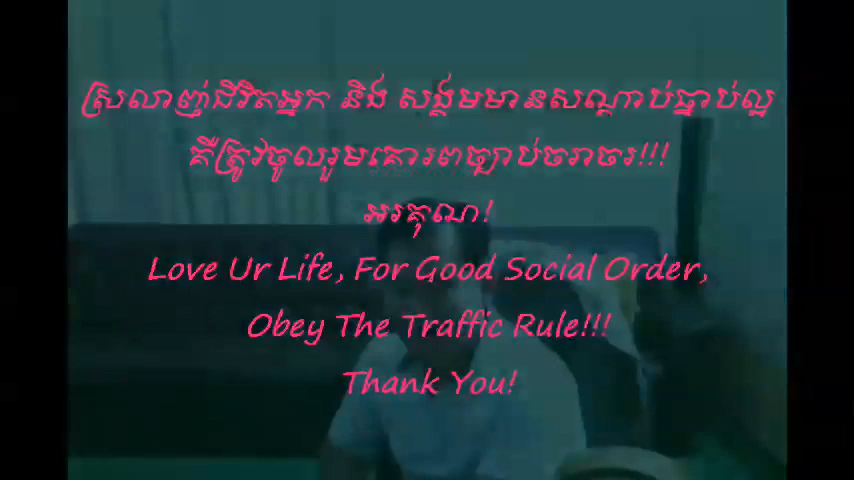 ស្រលាញ់ជិវិតអ្នក និង សង្គមមានសណ្តាប់ធ្នាប់ល្អ
គឺត្រូវចូលរួមគោរពច្បាប់ចរាចរ!!!
អរគុណ!
Love Ur Life, For Good Social Order,
Obey The Traffic Rule!!!
Thank You!